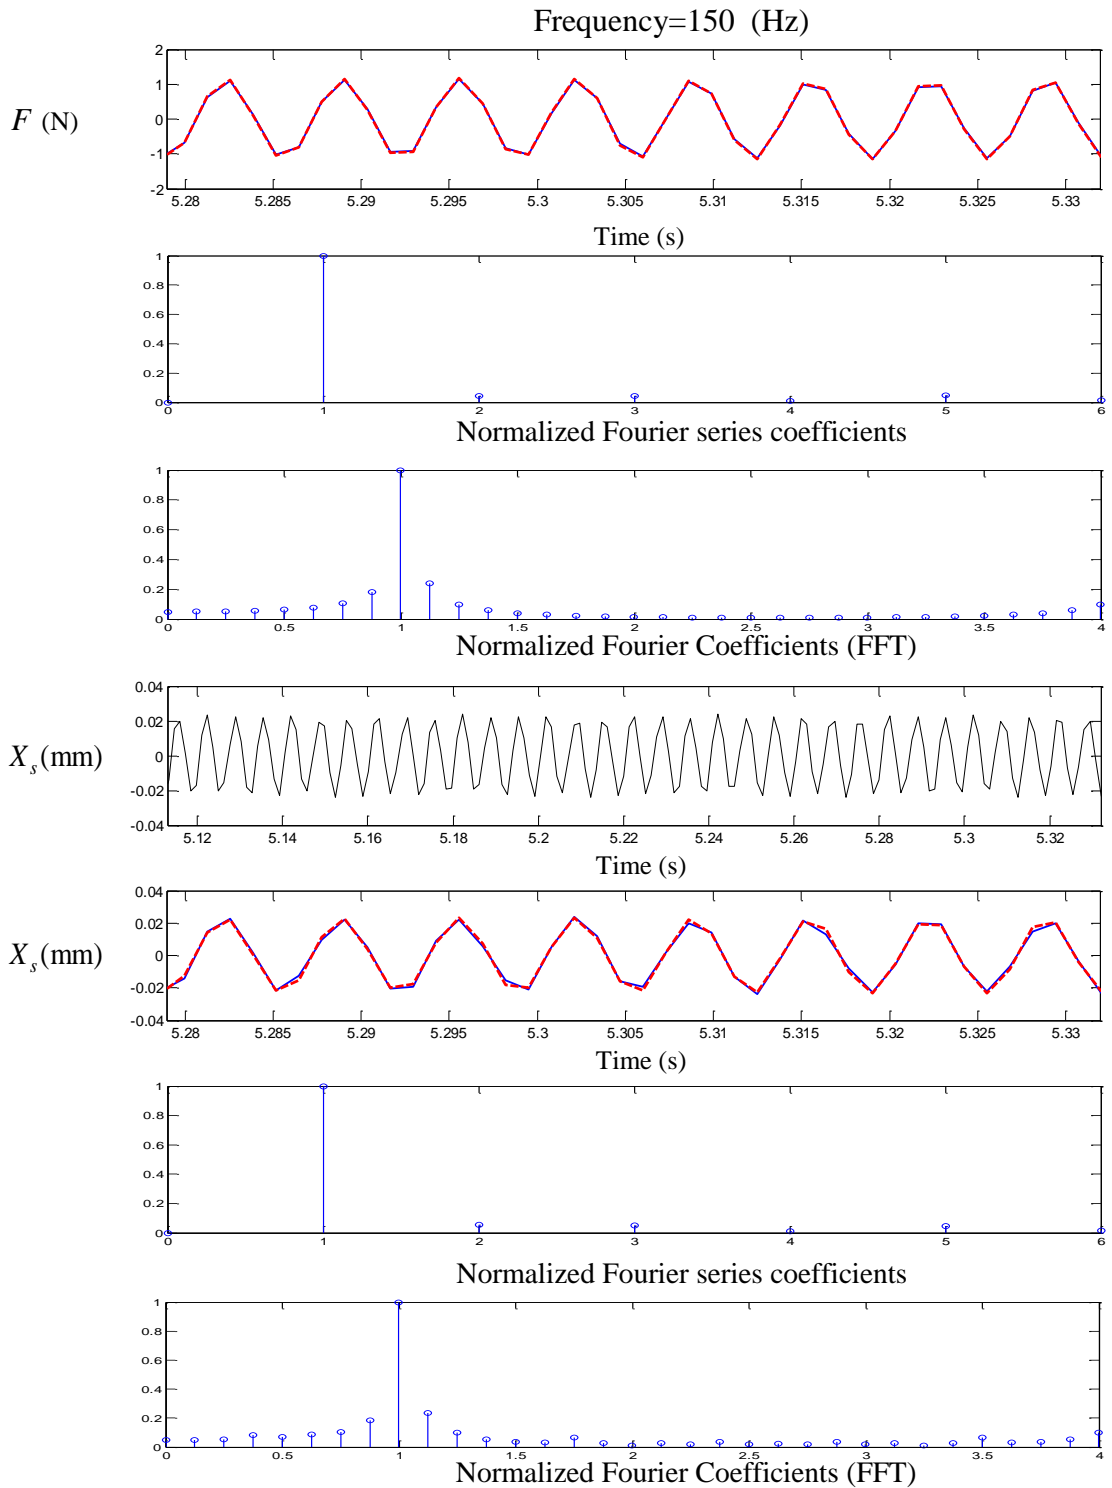 Frequency=150 (Hz)
F (N)
2
1
0
-1
-2
5.28 5.285 5.29 5.295 5.3 5.305 5.31 5.315 5.32 5.325 5.33
Time (s)
1
0.8
0.6
0.4
0.2
0
0 1 2 3 4 5 6
Normalized Fourier series coefficients
1
0.8
0.6
0.4
0.2
0
0 0.5 1 1.5 2 2.5 3 3.5 4
Normalized Fourier Coefficients (FFT)
X_s (mm)
0.04
0.02
0
-0.02
-0.04
5.12 5.14 5.16 5.18 5.2 5.22 5.24 5.26 5.28 5.3 5.32
Time (s)
X_s (mm)
0.04
0.02
0
-0.02
-0.04
5.28 5.285 5.29 5.295 5.3 5.305 5.31 5.315 5.32 5.325 5.33
Time (s)
1
0.8
0.6
0.4
0.2
0
0 1 2 3 4 5 6
Normalized Fourier series coefficients
1
0.8
0.6
0.4
0.2
0
0 0.5 1 1.5 2 2.5 3 3.5 4
Normalized Fourier Coefficients (FFT)